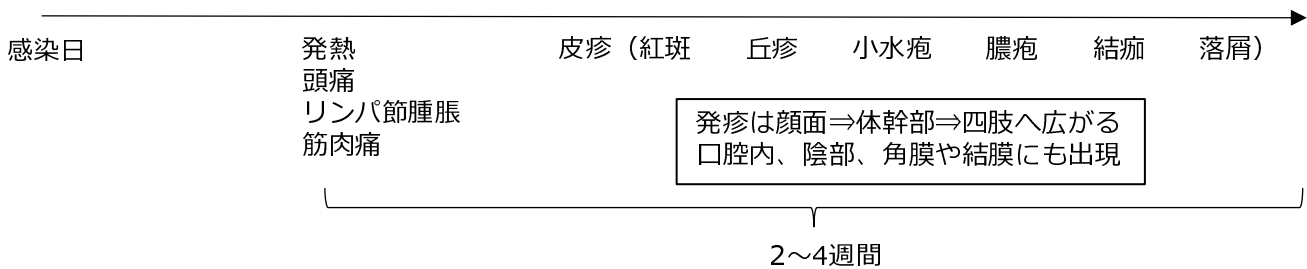 感染日
発熱
頭痛
リンパ節腫脹
筋肉痛
皮疹（紅斑　丘疹　小水疱　膿疱　結痂　落屑）
発疹は顔面⇒体幹部⇒四肢へ広がる
口腔内、陰部、角膜や結膜にも出現
2～4週間